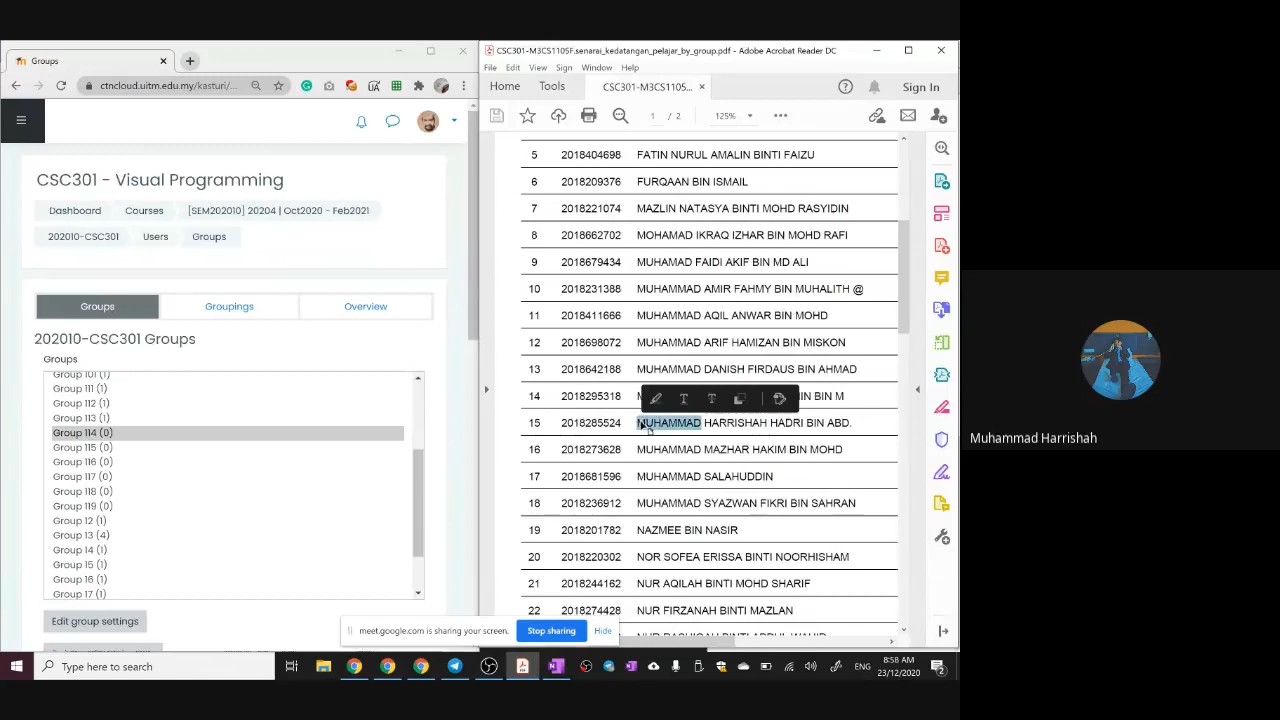 Groups
ctncloud.uitm.edu.my/kasturi/...
CSC301 - Visual Programming
Dashboard Courses [SEM202010] 20204 | Oct2020 - Feb2021
202010-CSC301 Users Groups
Groups Groupings Overview
202010-CSC301 Groups
Groups
Group 101 (1)
Group 111 (1)
Group 112 (1)
Group 113 (1)
Group 114 (0)
Group 115 (0)
Group 116 (0)
Group 117 (0)
Group 118 (0)
Group 119 (0)
Group 12 (1)
Group 13 (4)
Group 14 (1)
Group 15 (1)
Group 16 (1)
Group 17 (1)
Edit group settings
CSC301-M3CS1105F.senarai_kedatangan_pelajar_by_group.pdf - Adobe Acrobat Reader DC
File Edit View Sign Window Help
Home Tools CSC301-M3CS1105... Sign In
1 / 2 125%
5 2018404698 FATIN NURUL AMALIN BINTI FAIZU
6 2018209376 FURQAAN BIN ISMAIL
7 2018221074 MAZLIN NATASYA BINTI MOHD RASYIDIN
8 2018662702 MOHAMAD IKRAQ IZHAR BIN MOHD RAFI
9 2018679434 MUHAMAD FAIDI AKIF BIN MD ALI
10 2018231388 MUHAMMAD AMIR FAHMY BIN MUHALITH @
11 2018411666 MUHAMMAD AQIL ANWAR BIN MOHD
12 2018698072 MUHAMMAD ARIF HAMIZAN BIN MISKON
13 2018642188 MUHAMMAD DANISH FIRDAUS BIN AHMAD
14 2018295318 BIN M
15 2018285524 MUHAMMAD HARRISHAH HADRI BIN ABD.
16 2018273628 MUHAMMAD MAZHAR HAKIM BIN MOHD
17 2018681596 MUHAMMAD SALAHUDDIN
18 2018236912 MUHAMMAD SYAZWAN FIKRI BIN SAHRAN
19 2018201782 NAZMEE BIN NASIR
20 2018220302 NOR SOFEA ERISSA BINTI NOORHISHAM
21 2018244162 NUR AQILAH BINTI MOHD SHARIF
22 2018274428 NUR FIRZANAH BINTI MAZLAN
meet.google.com is sharing your screen. Stop sharing Hide
Type here to search
ENG 8:58 AM
23/12/2020
2
Muhammad Harrishah